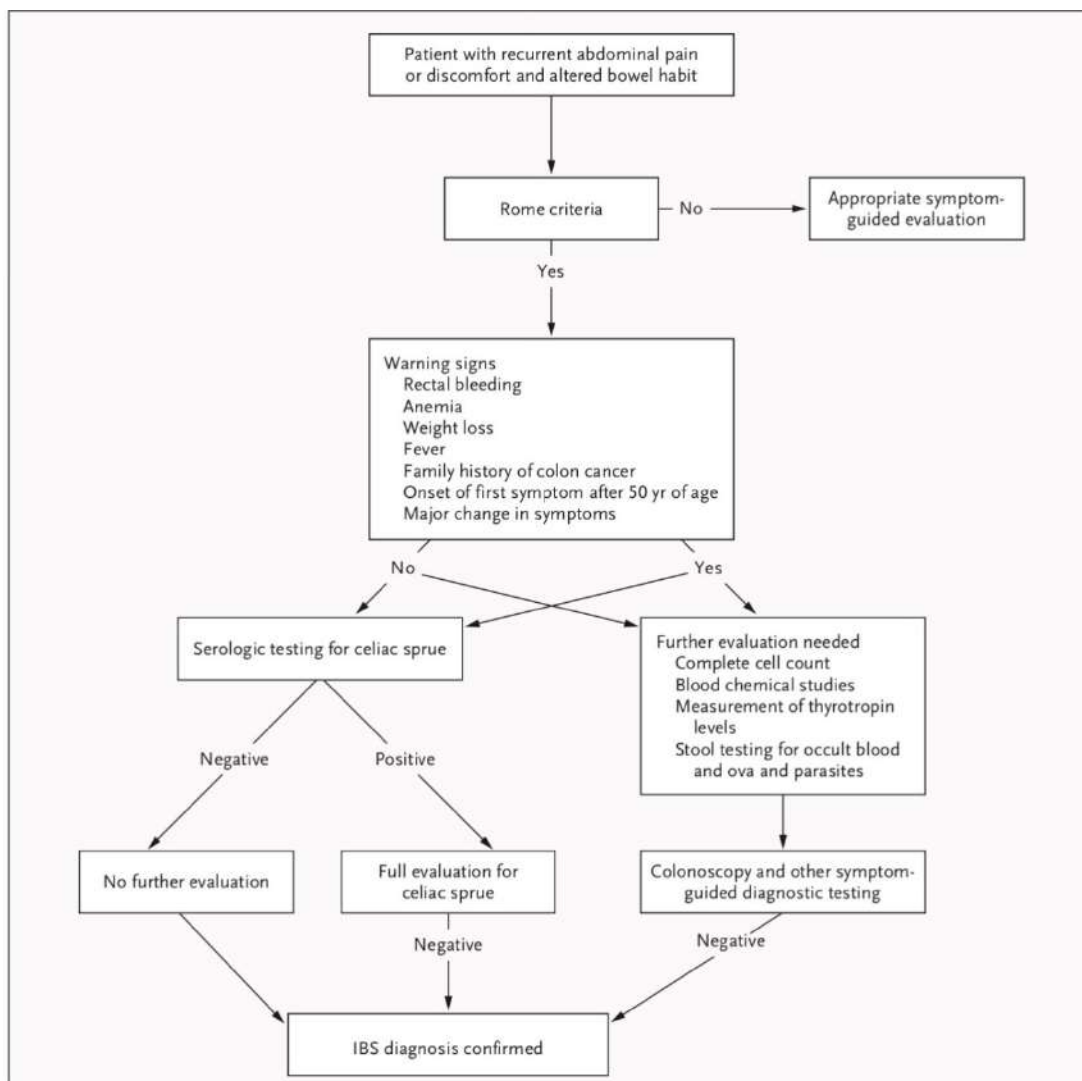 Patient with recurrent abdominal pain
or discomfort and altered bowel habit
Rome criteria
No
Appropriate symptom-
guided evaluation
Yes
Warning signs
Rectal bleeding
Anemia
Weight loss
Fever
Family history of colon cancer
Onset of first symptom after 50 yr of age
Major change in symptoms
No
Yes
Serologic testing for celiac sprue
Further evaluation needed
Complete cell count
Blood chemical studies
Measurement of thyrotropin
levels
Stool testing for occult blood
and ova and parasites
Negative
Positive
No further evaluation
Full evaluation for
celiac sprue
Colonoscopy and other symptom-
guided diagnostic testing
Negative
Negative
IBS diagnosis confirmed